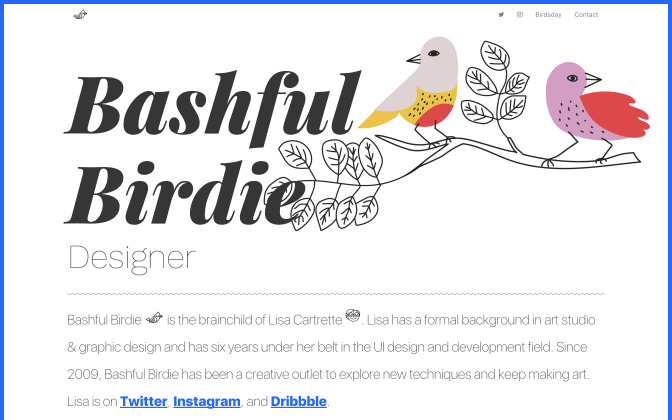 Birdsday Contact
Bashful
Birdie
Designer
Bashful Birdie is the brainchild of Lisa Cartrette . Lisa has a formal background in art studio
& graphic design and has six years under her belt in the UI design and development field. Since
2009, Bashful Birdie has been a creative outlet to explore new techniques and keep making art.
Lisa is on Twitter, Instagram, and Dribbble.